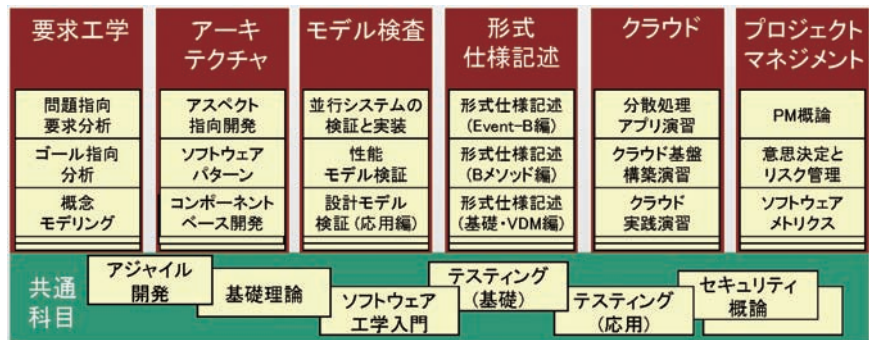 要求工学
問題指向
要求分析
ゴール指向
分析
概念
モデリング
アーキ
テクチャ
アスペクト
指向開発
ソフトウェア
パターン
コンポーネント
ベース開発
モデル検査
並行システムの
検証と実装
性能
モデル検証
設計モデル
検証（応用編）
形式
仕様記述
形式仕様記述
(Event-B編)
形式仕様記述
(Bメソッド編)
形式仕様記述
(基礎・VDM編)
クラウド
分散処理
アプリ演習
クラウド基盤
構築演習
クラウド
実践演習
プロジェクト
マネジメント
PM概論
意思決定と
リスク管理
ソフトウェア
メトリクス
共通
科目
アジャイル
開発
基礎理論
ソフトウェア
工学入門
テスティング
(基礎)
テスティング
(応用)
セキュリティ
概論